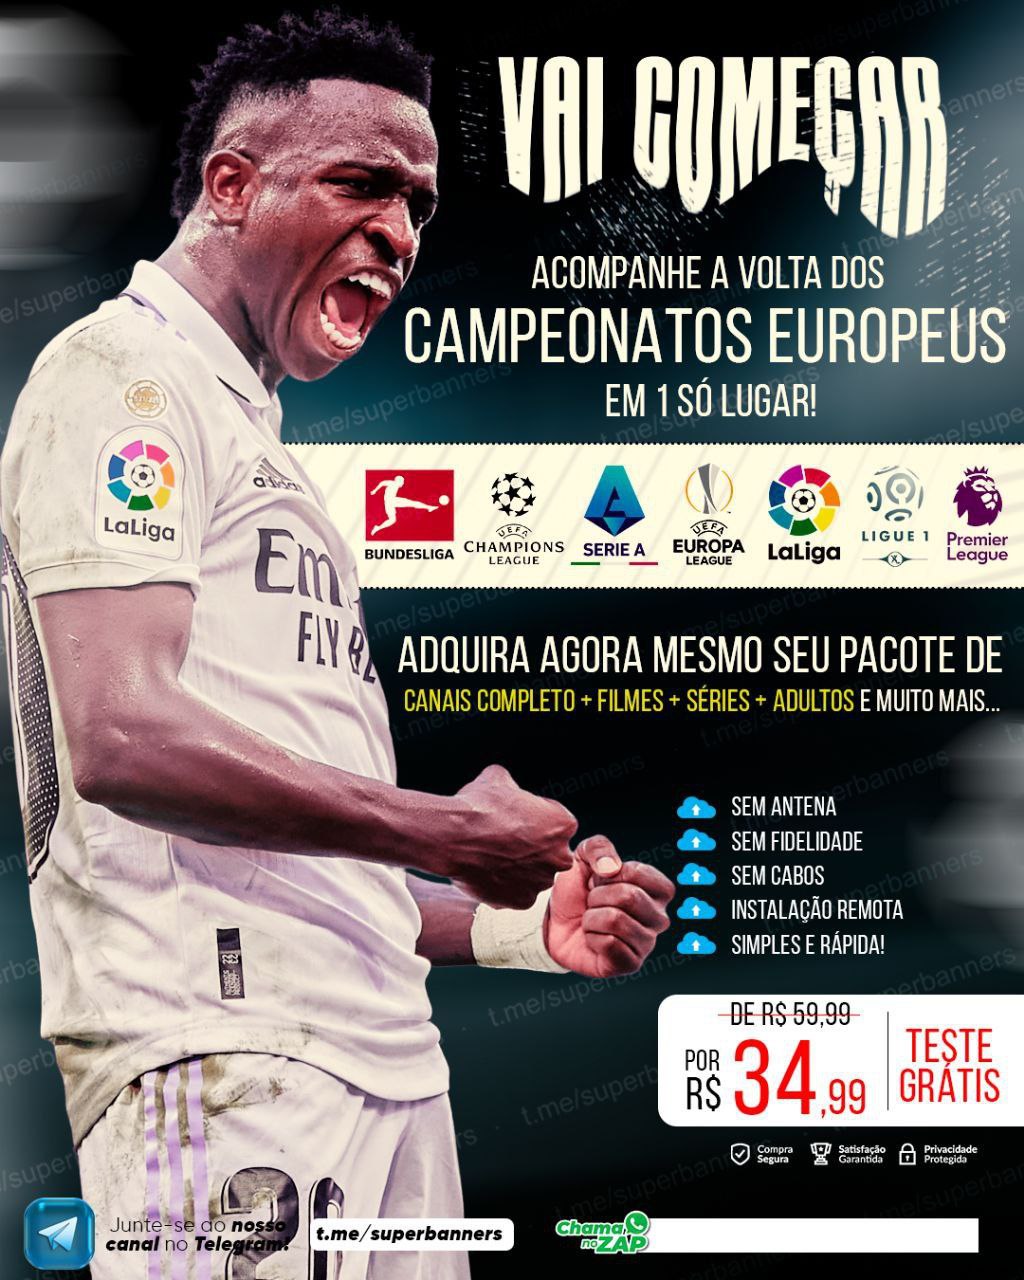 VAI COMEÇAR
ACOMPANHE A VOLTA DOS
CAMPEONATOS EUROPEUS
EM 1 SÓ LUGAR!
LaLiga
adidas
BUNDESLIGA
UEFA
CHAMPIONS
LEAGUE
SERIE A
UEFA
EUROPA
LEAGUE
LaLiga
LIGUE 1
Premier
League
Em
FLY
ADQUIRA AGORA MESMO SEU PACOTE DE
CANAIS COMPLETO + FILMES + SÉRIES + ADULTOS E MUITO MAIS...
SEM ANTENA
SEM FIDELIDADE
SEM CABOS
INSTALAÇÃO REMOTA
SIMPLES E RÁPIDA!
DE R$ 59,99
POR
R$ 34,99
TESTE
GRÁTIS
Compra
Segura
Satisfação
Garantida
Privacidade
Protegida
20
Junte-se ao nosso
canal no Telegram!
t.me/superbanners
Chama
no ZAP
t.me/superbanners